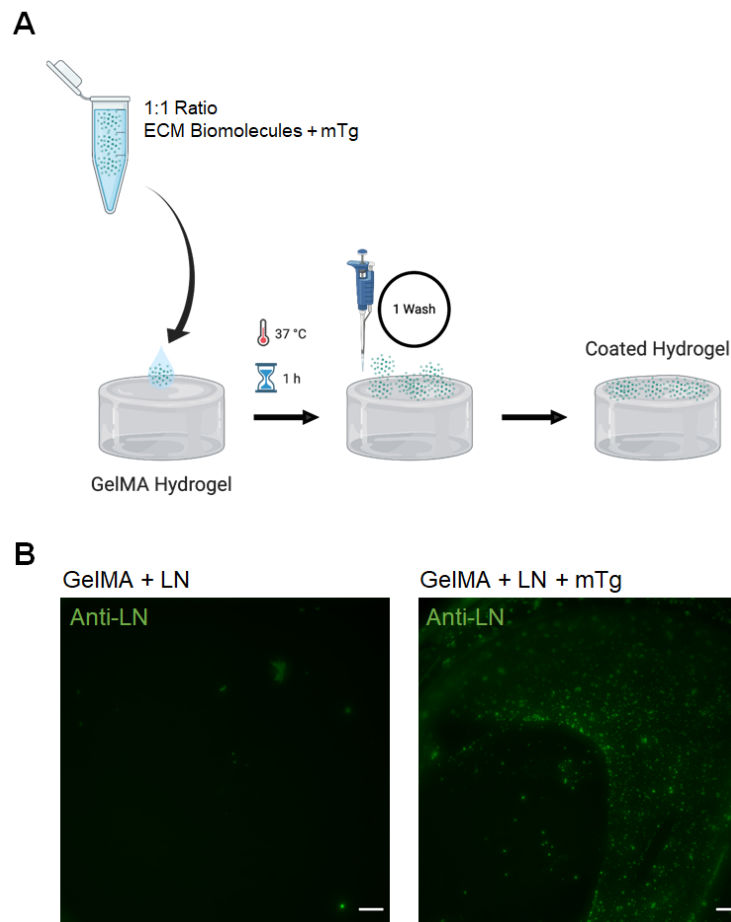 A
1:1 Ratio
ECM Biomolecules + mTg
37 °C
1 h
1 Wash
GelMA Hydrogel
Coated Hydrogel
B
GelMA + LN
GelMA + LN + mTg
Anti-LN
Anti-LN